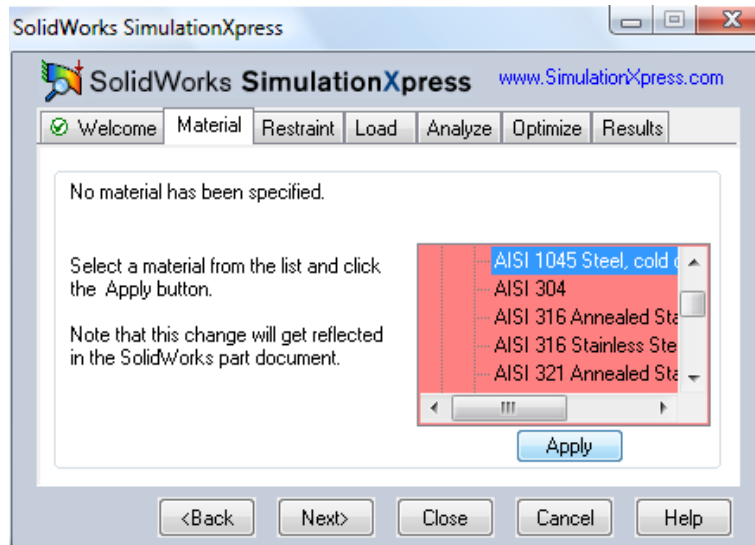 SolidWorks SimulationXpress
SolidWorks SimulationXpress www.SimulationXpress.com
Welcome Material Restraint Load Analyze Optimize Results
No material has been specified.
Select a material from the list and click
the Apply button.
Note that this change will get reflected
in the SolidWorks part document.
AISI 1045 Steel, cold
AISI 304
AISI 316 Annealed Sta
AISI 316 Stainless Ste
AISI 321 Annealed Sta
Apply
<Back Next> Close Cancel Help